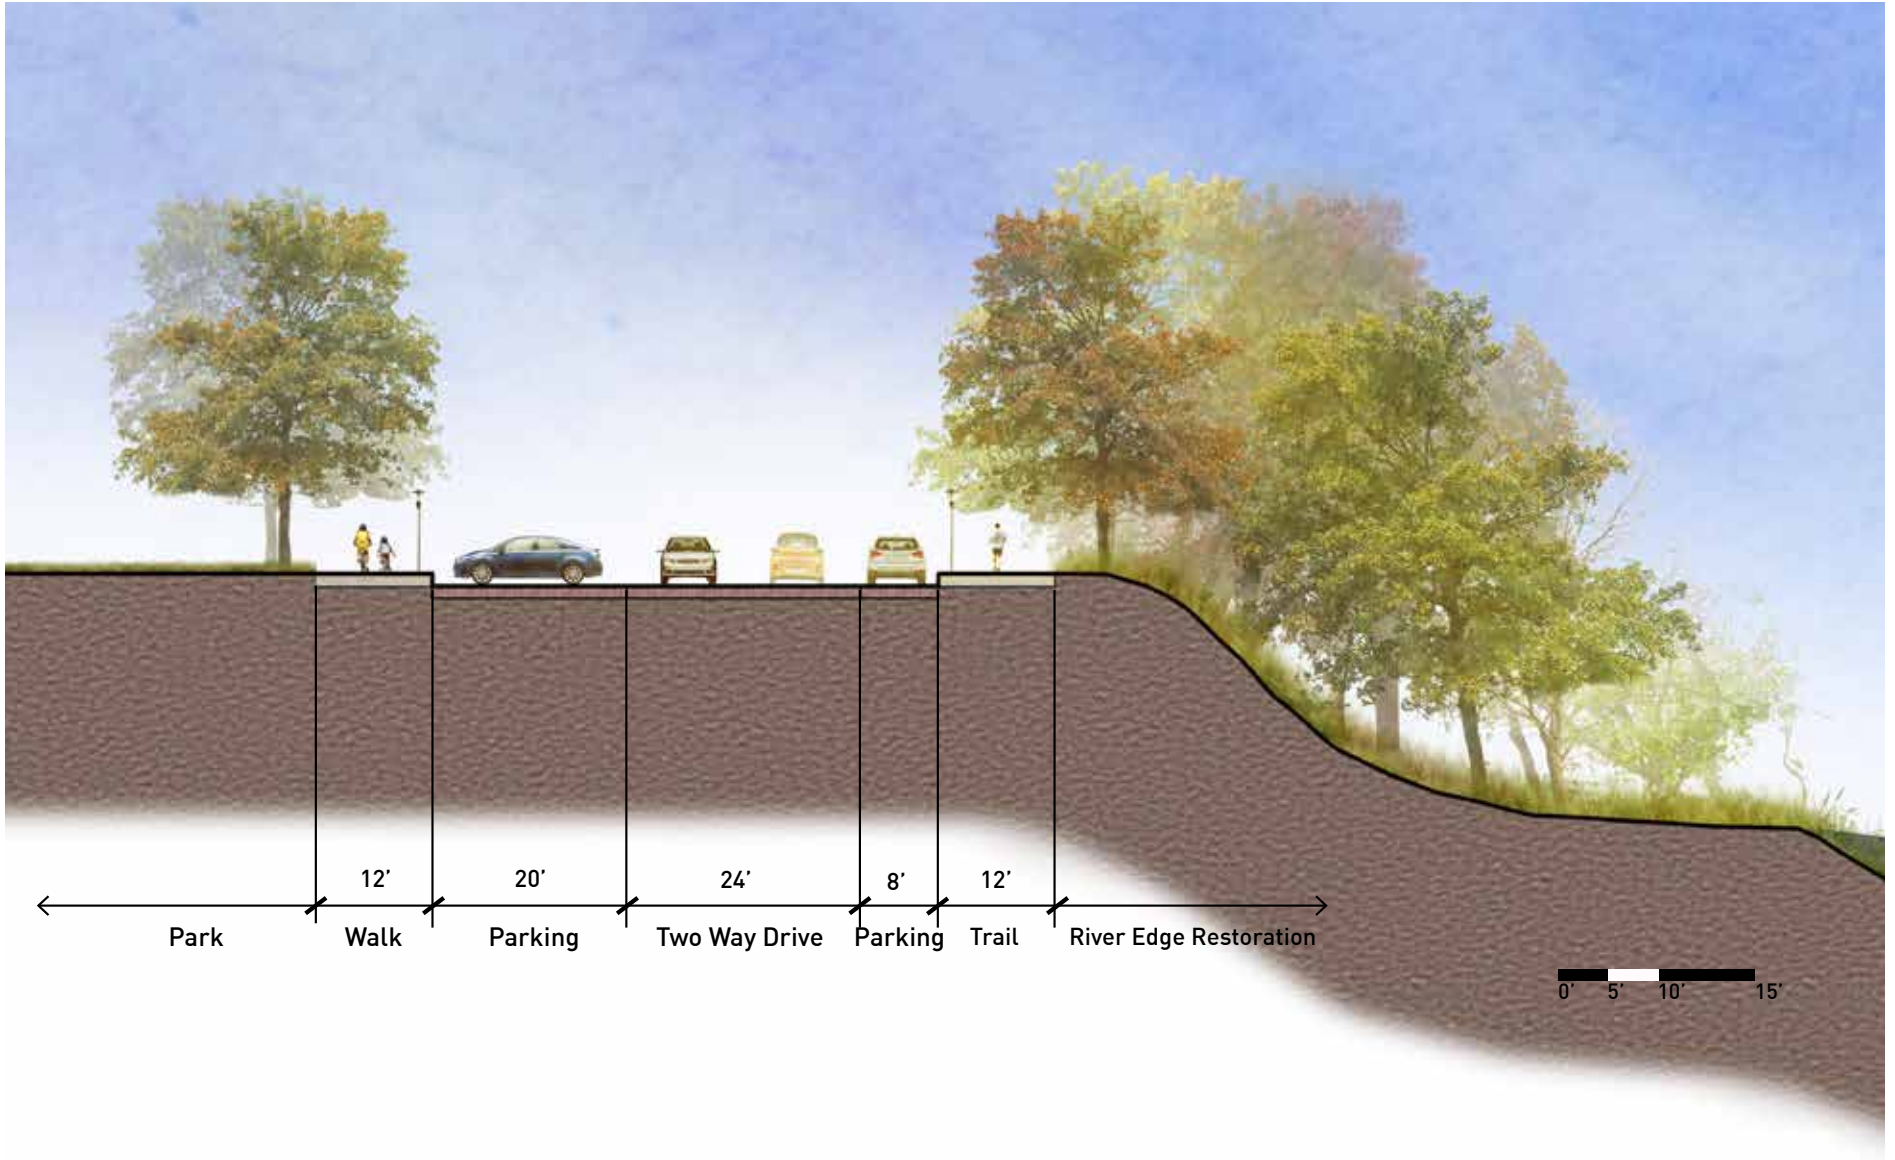 12’ 20’ 24’ 8’ 12’
Park Walk Parking Two Way Drive Parking Trail River Edge Restoration
0’ 5’ 10’ 15’